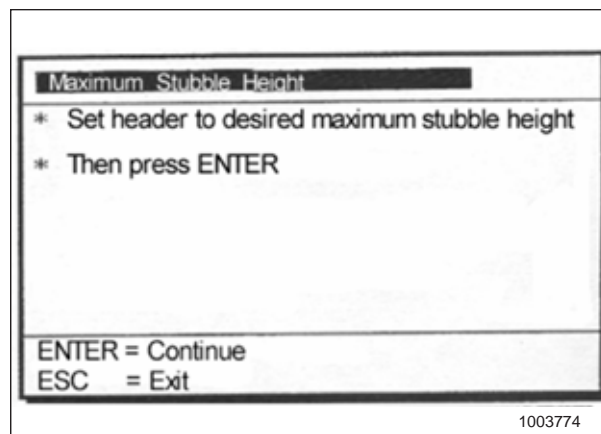 Maximum Stubble Height
* Set header to desired maximum stubble height
* Then press ENTER
ENTER = Continue
ESC = Exit
1003774